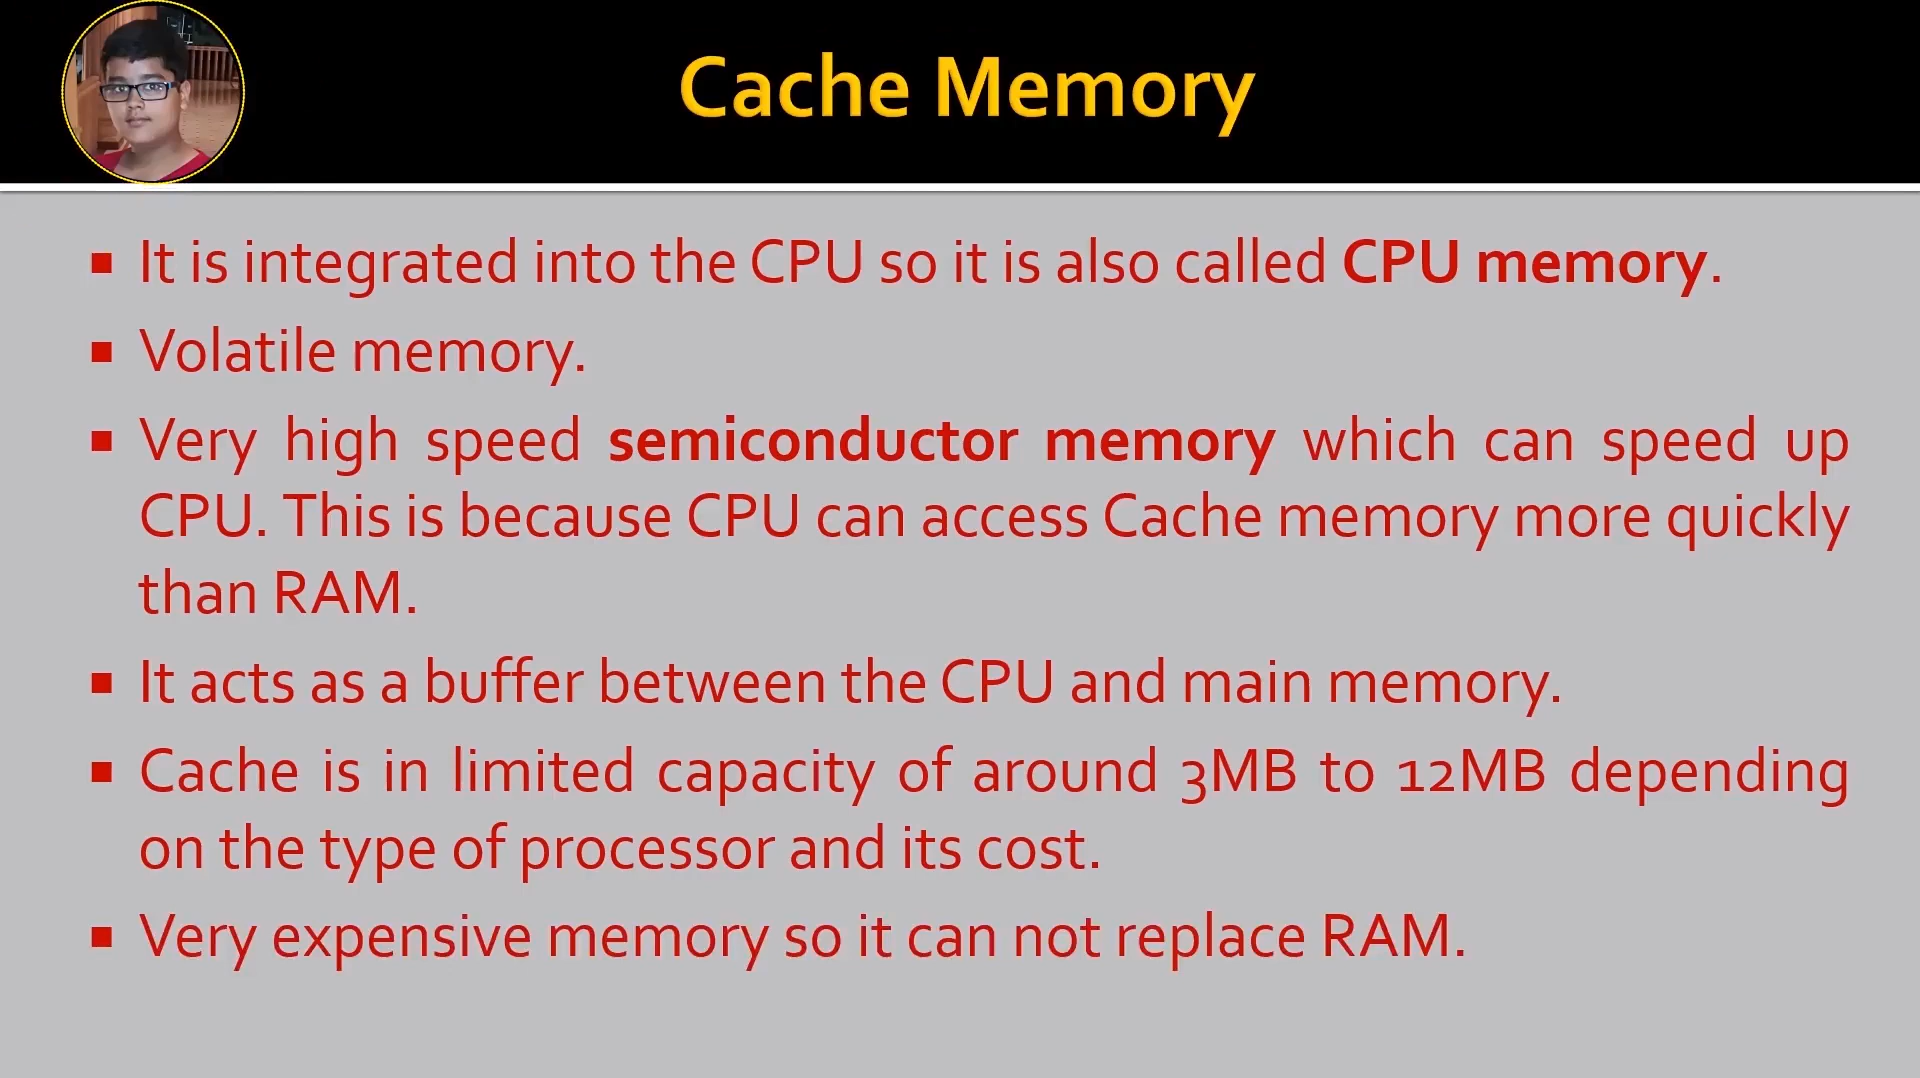 Cache Memory
It is integrated into the CPU so it is also called CPU memory.
Volatile memory.
Very high speed semiconductor memory which can speed up
CPU. This is because CPU can access Cache memory more quickly
than RAM.
It acts as a buffer between the CPU and main memory.
Cache is in limited capacity of around 3MB to 12MB depending
on the type of processor and its cost.
Very expensive memory so it can not replace RAM.